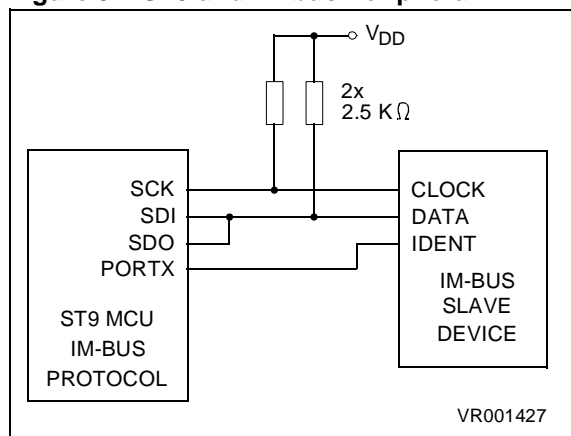 VDD
2x
2.5 KΩ
SCK
SDI
SDO
PORTX
ST9 MCU
IM-BUS
PROTOCOL
CLOCK
DATA
IDENT
IM-BUS
SLAVE
DEVICE
VR001427